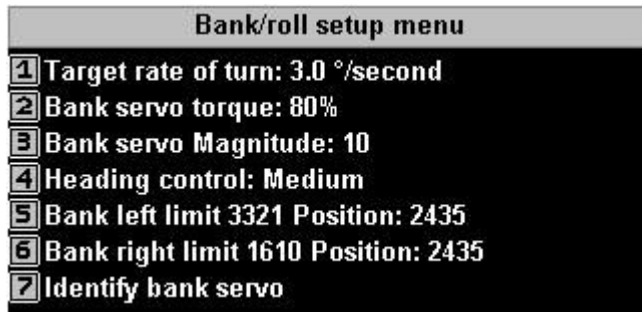 Bank/roll setup menu
1 Target rate of turn: 3.0 °/second
2 Bank servo torque: 80%
3 Bank servo Magnitude: 10
4 Heading control: Medium
5 Bank left limit 3321 Position: 2435
6 Bank right limit 1610 Position: 2435
7 Identify bank servo